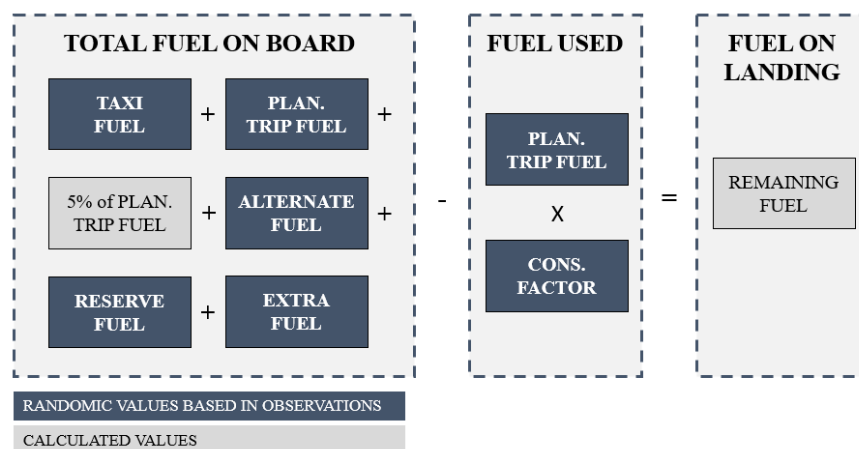 TOTAL FUEL ON BOARD
TAXI
FUEL
+
PLAN.
TRIP FUEL
+
5% of PLAN.
TRIP FUEL
+
ALTERNATE
FUEL
+
RESERVE
FUEL
+
EXTRA
FUEL
-
FUEL USED
PLAN.
TRIP FUEL
X
CONS.
FACTOR
=
FUEL ON
LANDING
REMAINING
FUEL
RANDOMIC VALUES BASED IN OBSERVATIONS
CALCULATED VALUES